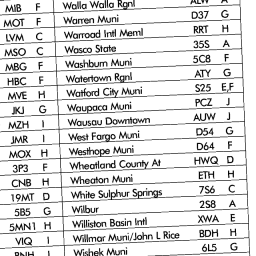 MIB F Walla Walla Rgnl ALW A
MOT F Warren Muni D37 G
LVM C Warroad Intl Meml RRT H
MSO C Wasco State 35S A
MBG F Washburn Muni 5C8 F
HBC F Watertown Rgnl ATY G
MVE H Watford City Muni S25 E,F
JKJ G Waupaca Muni PCZ J
MZH I Wausau Downtown AUW J
JMR I West Fargo Muni D54 G
MOX H Westhope Muni D64 F
3P3 F Wheatland County At HWQ D
CNB H Wheaton Muni ETH H
19MT D White Sulphur Springs 7S6 C
5B5 G Wilbur 2S8 A
5MN1 H Williston Basin Intl XWA E
VIQ I Willmar Muni/John L Rice BDH H
I Wishek Muni 6L5 G